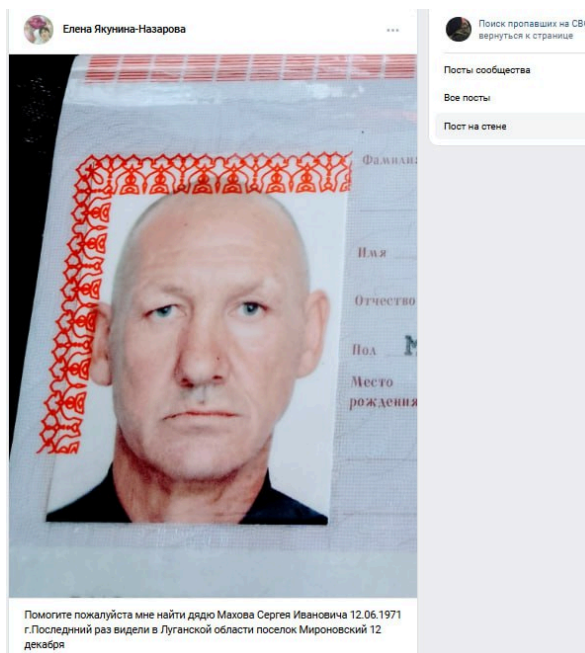 Елена Якунина-Назарова
Поиск пропавших на СВО
вернуться к странице
Посты сообщества
Все посты
Пост на стене
Фамилия
Имя
Отчество
Пол
М
Место
рождения
Помогите пожалуйста мне найти дядю Махова Сергея Ивановича 12.06.1971
г.Последнний раз видели в Луганской области поселок Мироновский 12
декабря